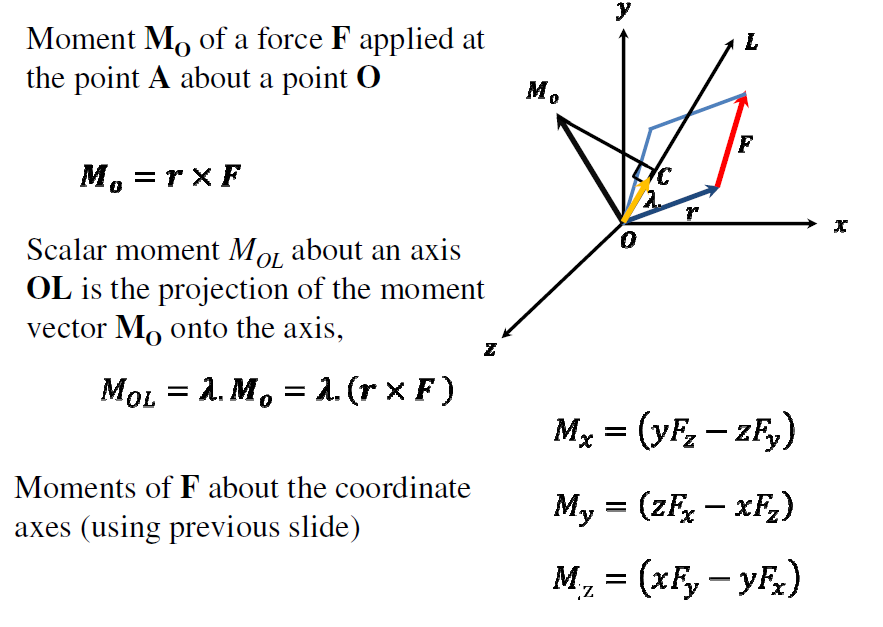 Moment M_O of a force F applied at
the point A about a point O
M_o = r × F
Scalar moment M_OL about an axis
OL is the projection of the moment
vector M_O onto the axis,
M_OL = λ. M_o = λ. (r × F )
Moments of F about the coordinate
axes (using previous slide)
y
L
M_o
F
C
λ.
r
x
O
z
M_x = (yF_z − zF_y)
M_y = (zF_x − xF_z)
M_z = (xF_y − yF_x)